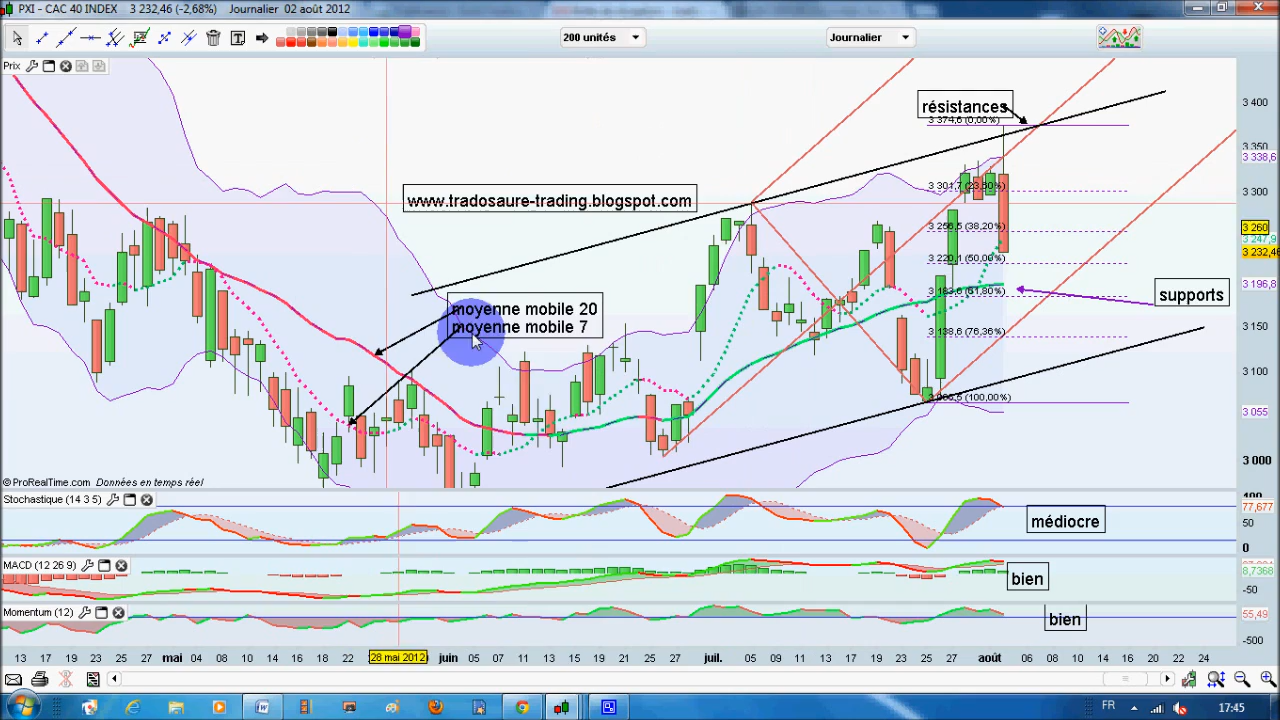 PXI - CAC 40 INDEX 3 232,46 (-2,68%) Journalier 02 août 2012
200 unités
Journalier
Prix
résistances
3 374,6 (0,00%)
3 400
3 350
3 338,6
www.tradosaure-trading.blogspot.com
3 301,7 (23,60%)
3 300
3 256,5 (38,20%)
3 260
3 247,9
3 232,46
3 220,1 (50,00%)
3 183,6 (61,80%)
supports
3 196,8
moyenne mobile 20
moyenne mobile 7
3 138,6 (76,36%)
3 150
3 100
(100,00%)
3 055
3 000
© ProRealTime.com Données en temps réel
Stochastique (14 3 5)
100
77,677
médiocre
50
0
MACD (12 26 9)
8,7368
bien
-50
Momentum (12)
55,49
bien
-500
13 17 19 23 25 27 mai 04 08 10 14 16 18 22 28 mai 2012 juin 05 07 11 13 15 19 21 25 27 juil. 05 09 11 13 17 19 23 25 27 août 06 08 10 14 16 20 22 24
FR 17:45